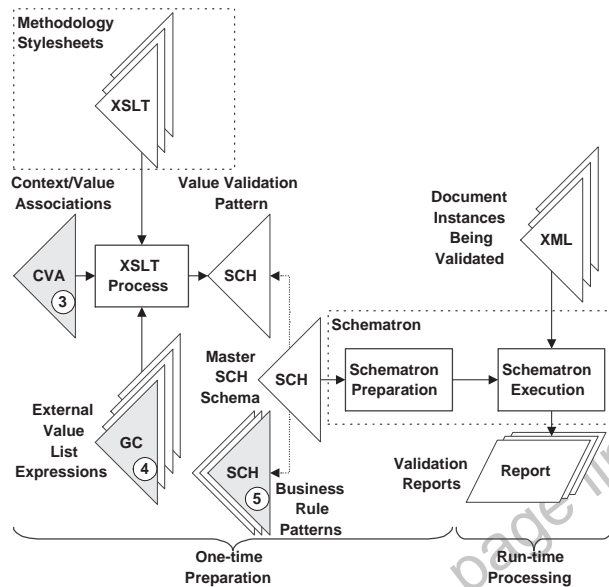 Methodology
Stylesheets
XSLT
Context/Value
Associations
Value Validation
Pattern
CVA
3
XSLT
Process
SCH
Document
Instances
Being
Validated
XML
Schematron
Master
SCH
Schema
SCH
Schematron
Preparation
Schematron
Execution
External
Value
List
Expressions
GC
4
SCH
5
Business
Rule
Patterns
Validation
Reports
Report
One-time
Preparation
Run-time
Processing
page